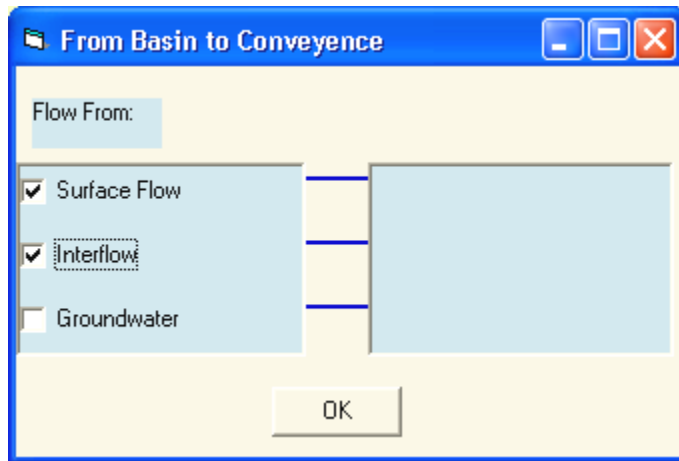 From Basin to Conveyence
Flow From:
Surface Flow
Interflow
Groundwater
OK